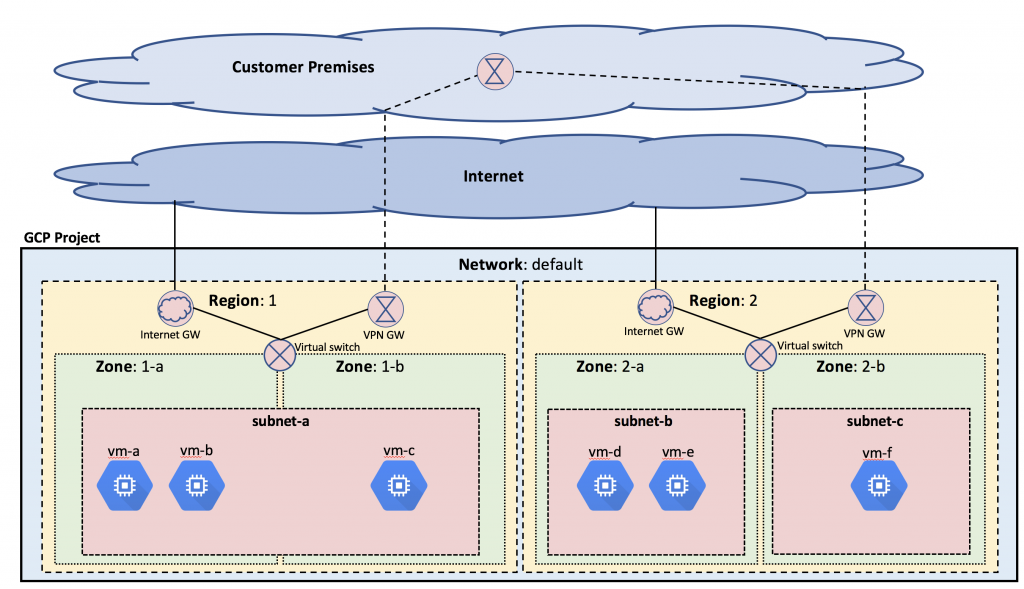 Customer Premises
Internet
GCP Project
Network: default
Region: 1
Region: 2
Internet GW
VPN GW
Internet GW
VPN GW
Virtual switch
Virtual switch
Zone: 1-a
Zone: 1-b
Zone: 2-a
Zone: 2-b
subnet-a
subnet-b
subnet-c
vm-a
vm-b
vm-c
vm-d
vm-e
vm-f